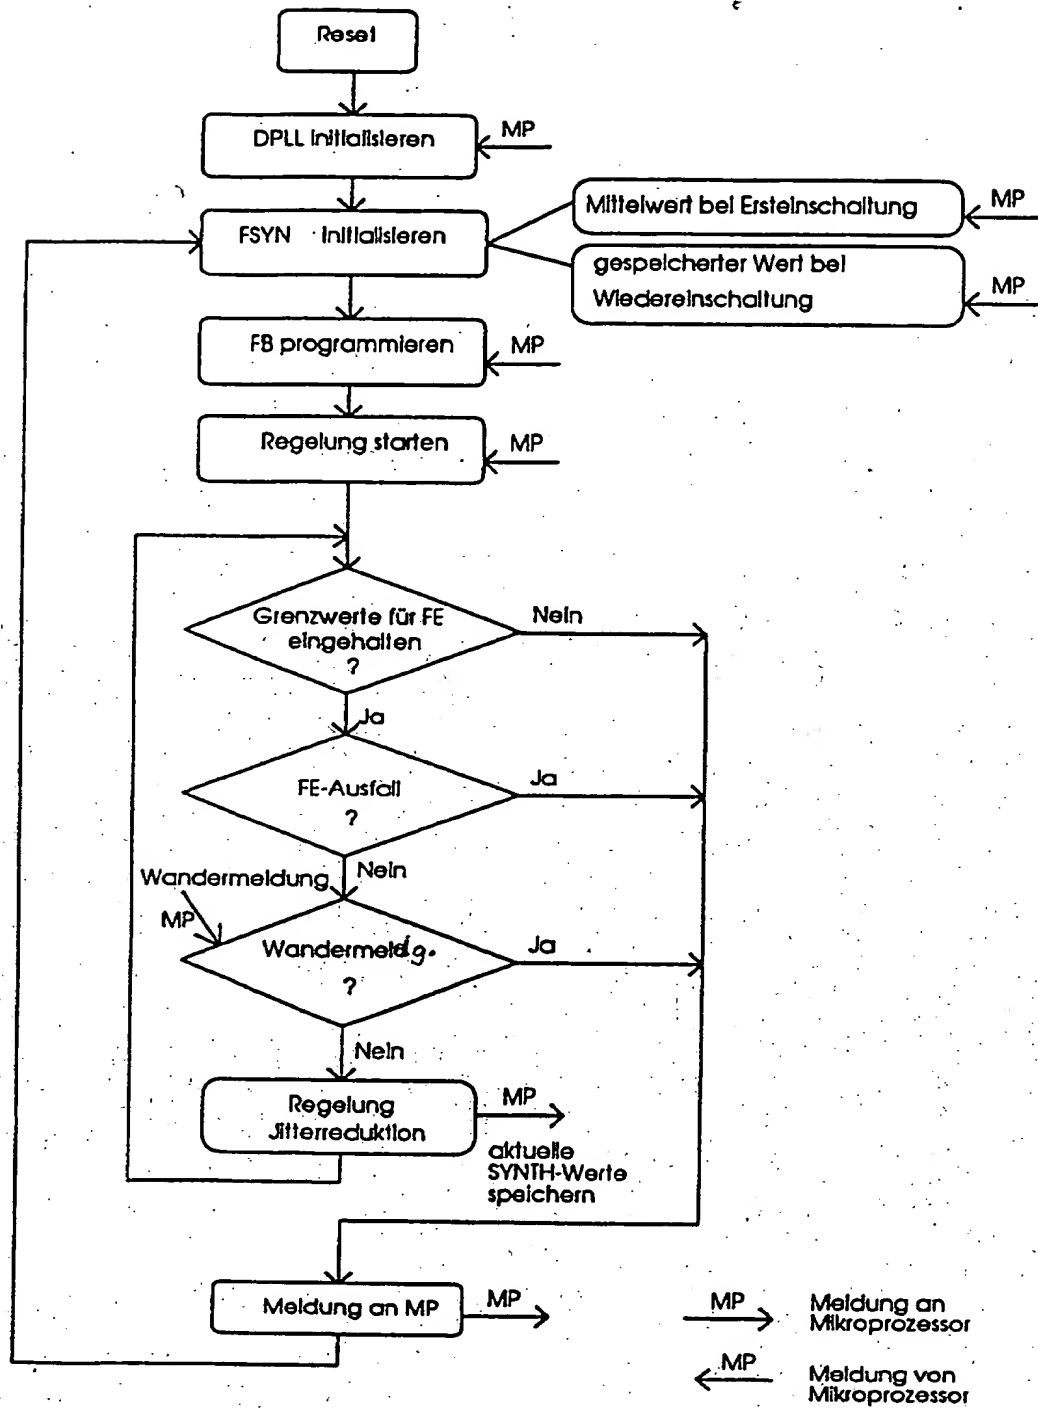 Reset
DPLL initialisieren
MP
FSYN initialisieren
Mittelwert bei Ersteinschaltung
MP
gespeicherter Wert bei
Wiedereinschaltung
MP
FB programmieren
MP
Regelung starten
MP
Grenzwerte für FE
eingehalten
?
Nein
Ja
FE-Ausfall
?
Ja
Nein
Wandermeldung
MP
Wandermeldg.
?
Ja
Nein
Regelung
Jitterreduktion
MP
aktuelle
SYNTH-Werte
speichern
Meldung an MP
MP
MP
Meldung an
Mikroprozessor
MP
Meldung von
Mikroprozessor